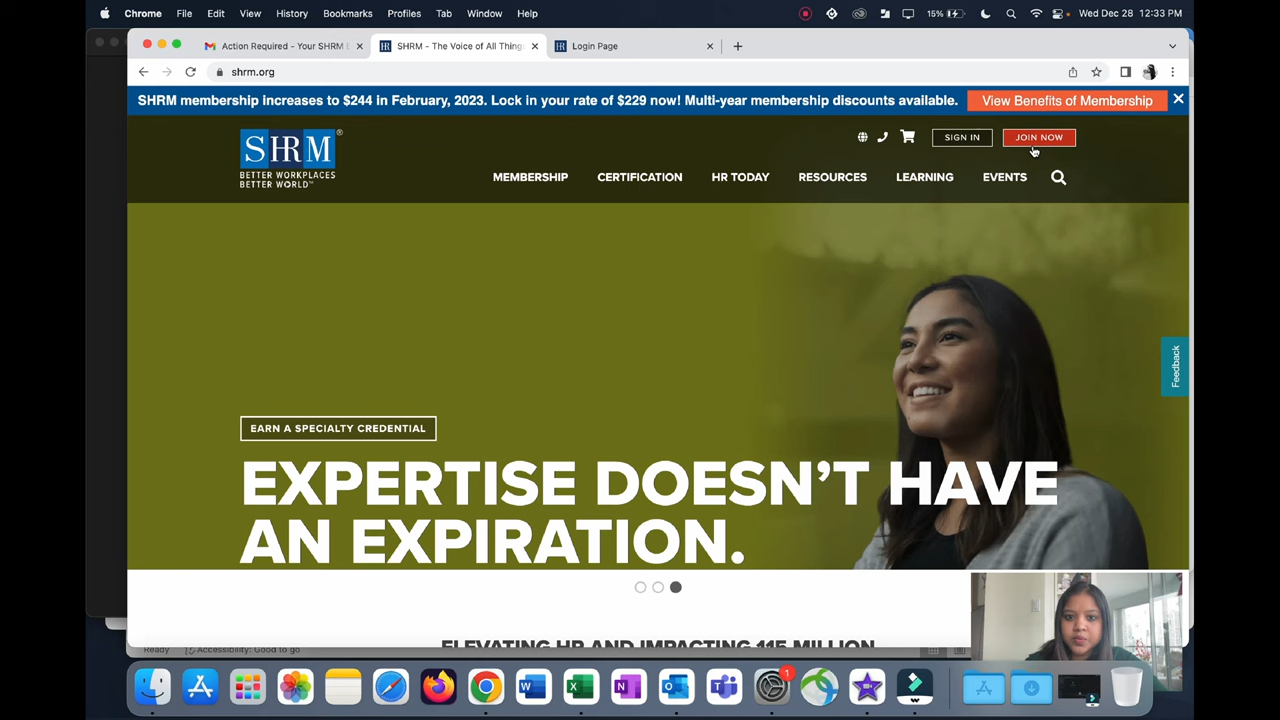 Chrome File Edit View History Bookmarks Profiles Tab Window Help 15% Wed Dec 28 12:33 PM
Action Required - Your SHRM SHRM - The Voice of All Thing Login Page
shrm.org
SHRM membership increases to $244 in February, 2023. Lock in your rate of $229 now! Multi-year membership discounts available. View Benefits of Membership
SHRM®
BETTER WORKPLACES
BETTER WORLD™
SIGN IN JOIN NOW
MEMBERSHIP CERTIFICATION HR TODAY RESOURCES LEARNING EVENTS
Feedback
EARN A SPECIALTY CREDENTIAL
EXPERTISE DOESN'T HAVE
AN EXPIRATION.
ELEVATING HR AND IMPACTING 115 MILLION
Ready Accessibility: Good to go
1